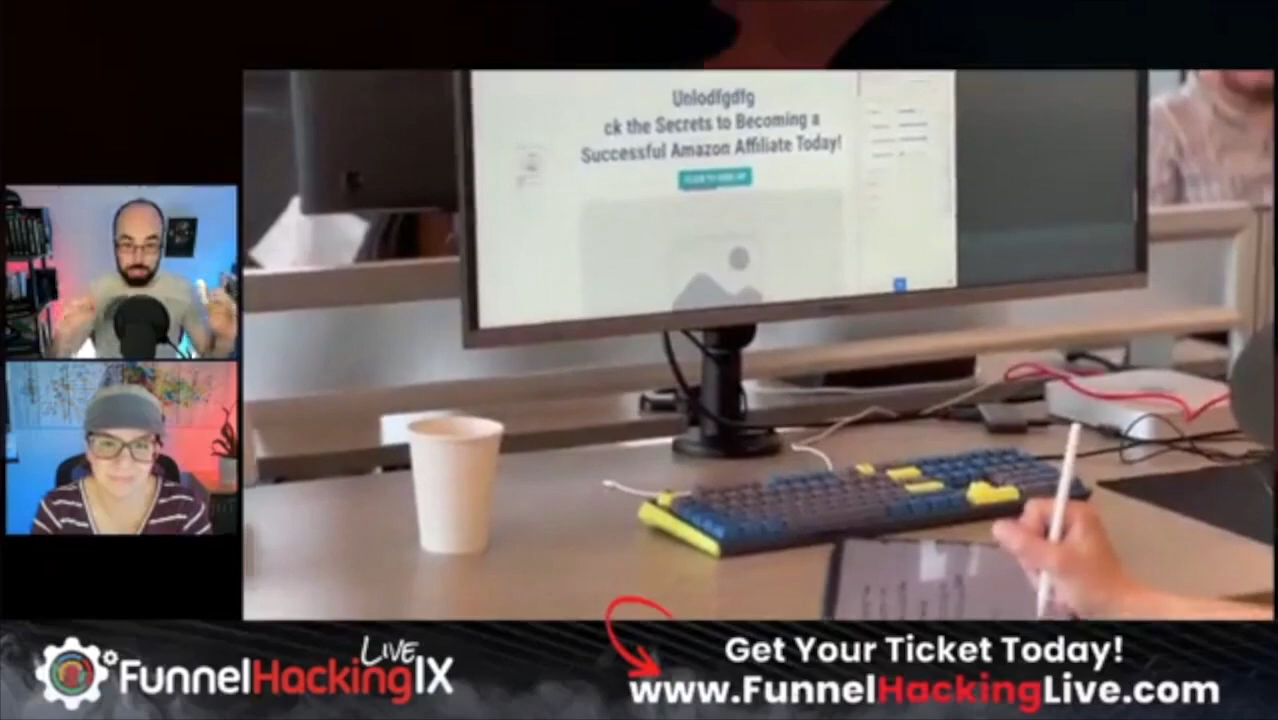 Unlodfgdfg
ck the Secrets to Becoming a
Successful Amazon Affiliate Today!
LIVE
FunnelHackingIX
Get Your Ticket Today!
www.FunnelHackingLive.com